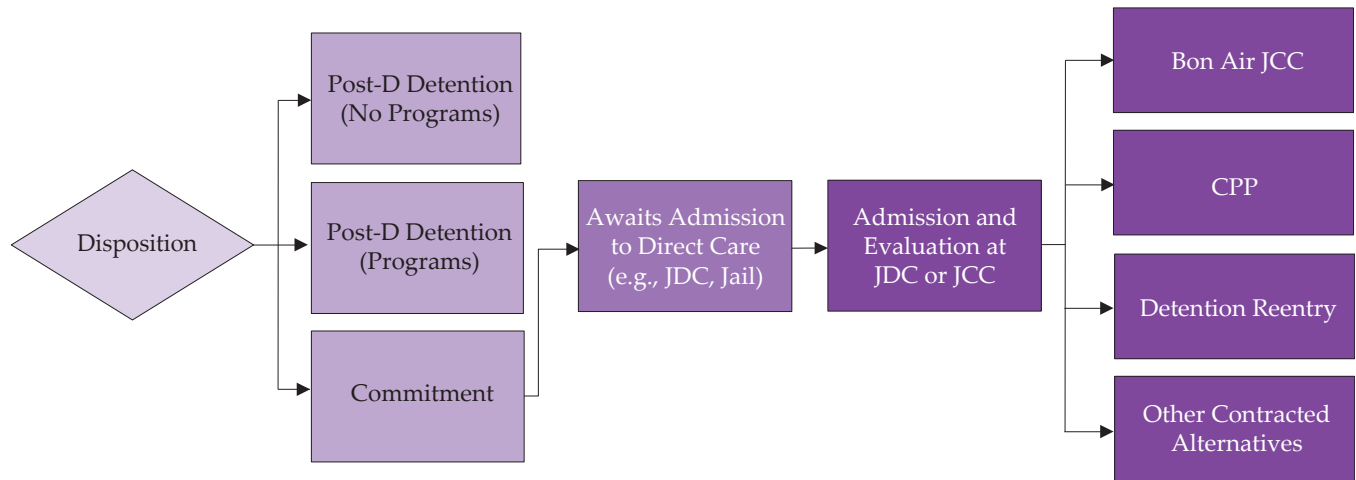 Disposition
Post-D Detention
(No Programs)
Post-D Detention
(Programs)
Commitment
Awaits Admission
to Direct Care
(e.g., JDC, Jail)
Admission and
Evaluation at
JDC or JCC
Bon Air JCC
CPP
Detention Reentry
Other Contracted
Alternatives